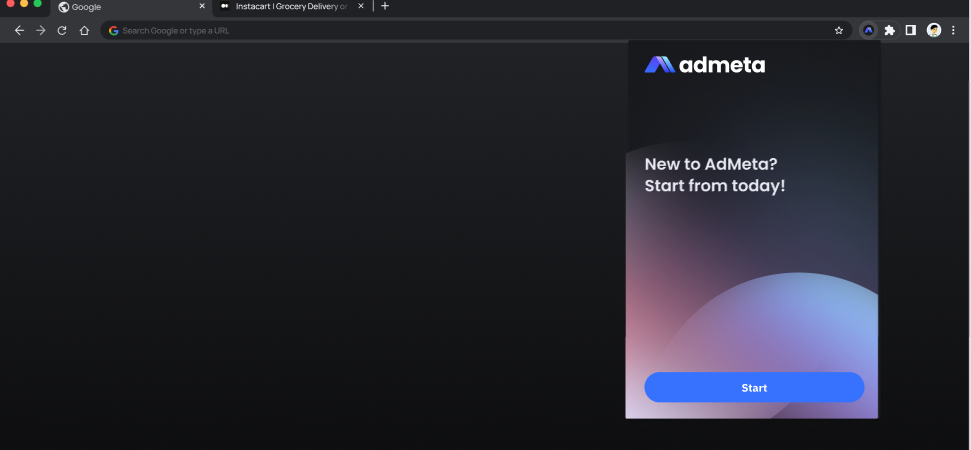 Google
Instacart | Grocery Delivery or
Search Google or type a URL
admeta
New to AdMeta?
Start from today!
Start